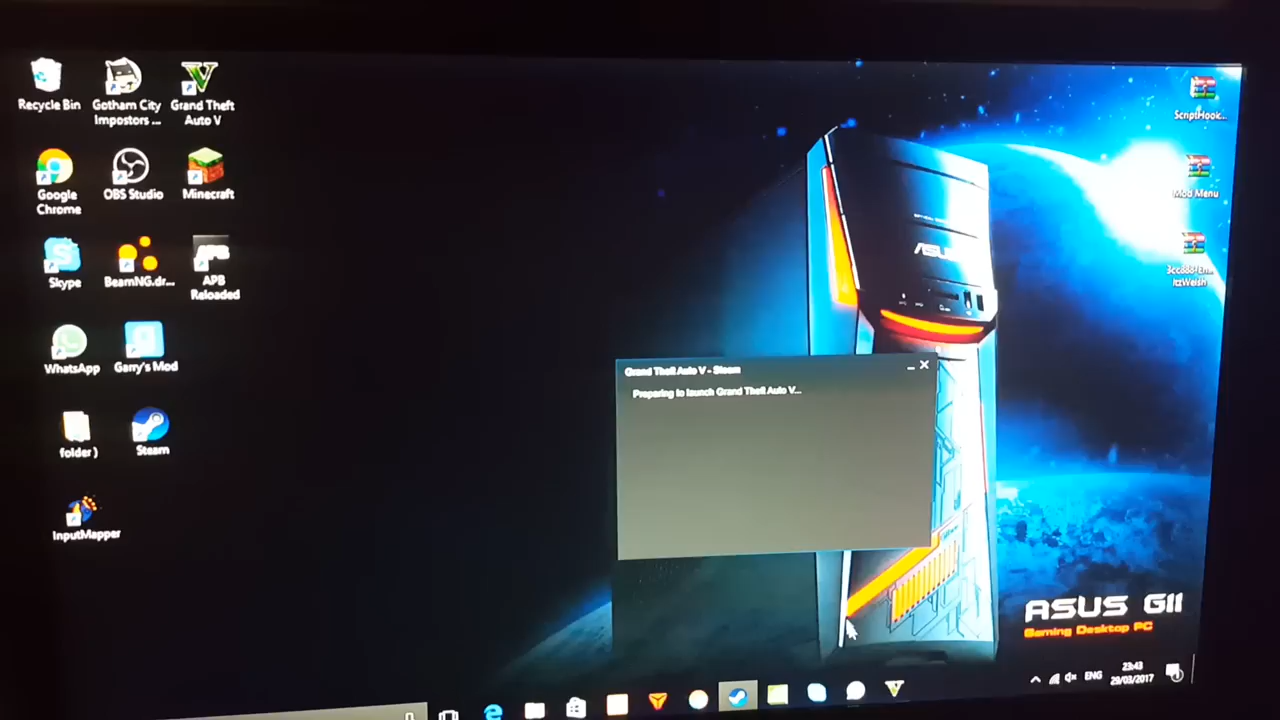 Recycle Bin
Gotham City
Impostors ...
Grand Theft
Auto V
Google
Chrome
OBS Studio
Minecraft
Skype
BeamNG.dr...
APB
APB
Reloaded
WhatsApp
Garry's Mod
folder )
Steam
InputMapper
ScriptHook...
Mod Menu
ASUS
Grand Theft Auto V - Steam
Preparing to launch Grand Theft Auto V...
ASUS G11
Gaming Desktop PC
ENG
23:43
29/03/2017